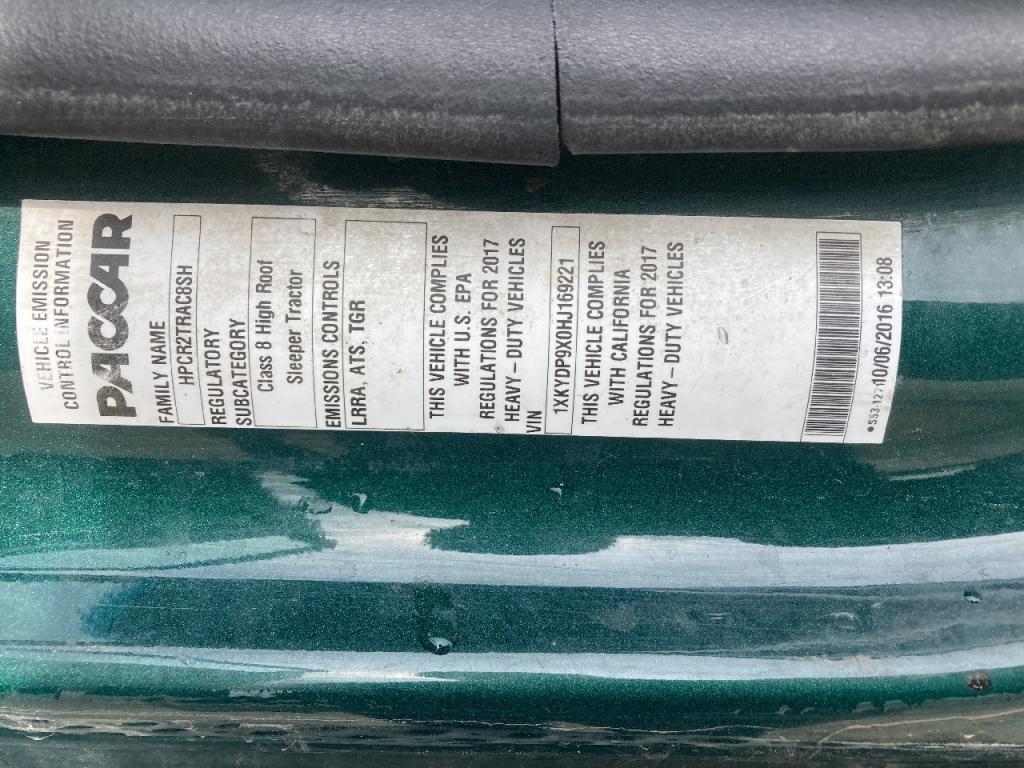 VEHICLE EMISSION
CONTROL INFORMATION
PACCAR
FAMILY NAME
HPCR2TRAC8SH
REGULATORY
SUBCATEGORY
Class 8 High Roof
Sleeper Tractor
EMISSIONS CONTROLS
LRRA, ATS, TGR
THIS VEHICLE COMPLIES
WITH U.S. EPA
REGULATIONS FOR 2017
HEAVY-DUTY VEHICLES
VIN
1XKYDP9X0HJ169221
THIS VEHICLE COMPLIES
WITH CALIFORNIA
REGULATIONS FOR 2017
HEAVY-DUTY VEHICLES
10/06/2016 13:08